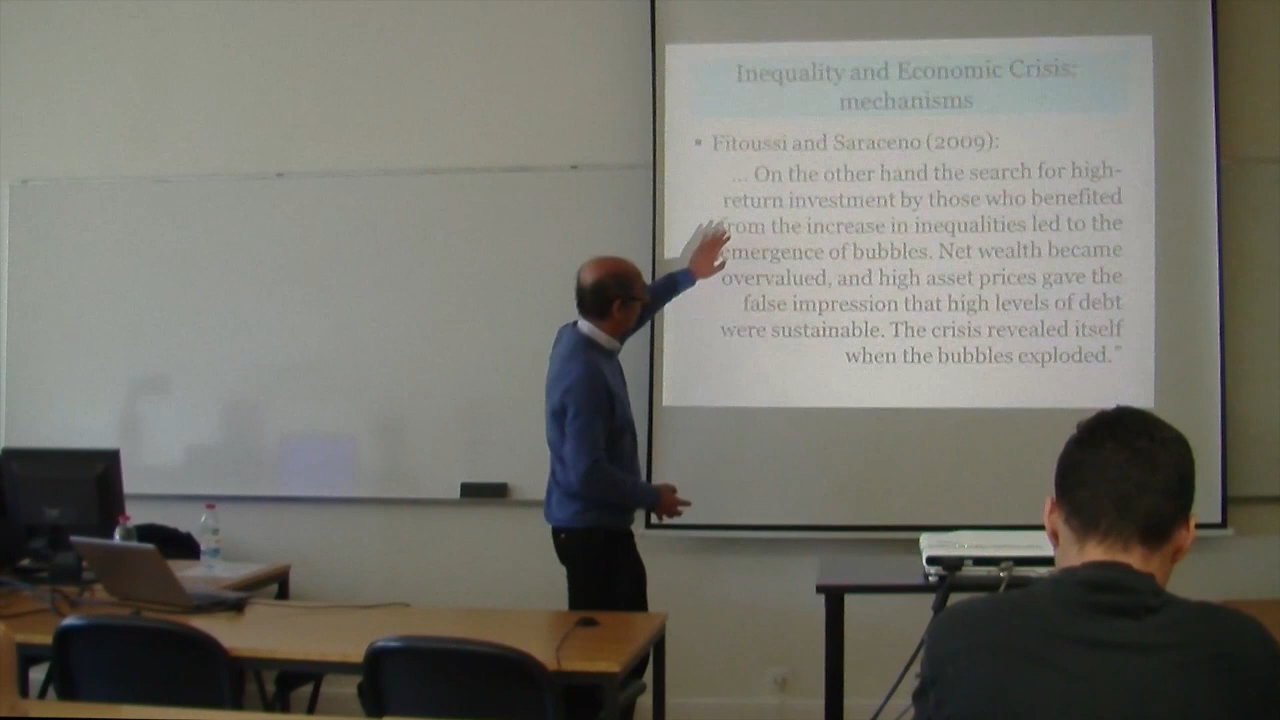 Inequality and Economic Crisis:
mechanisms
▪ Fitoussi and Saraceno (2009):
… On the other hand the search for high-
return investment by those who benefited
from the increase in inequalities led to the
emergence of bubbles. Net wealth became
overvalued, and high asset prices gave the
false impression that high levels of debt
were sustainable. The crisis revealed itself
when the bubbles exploded."